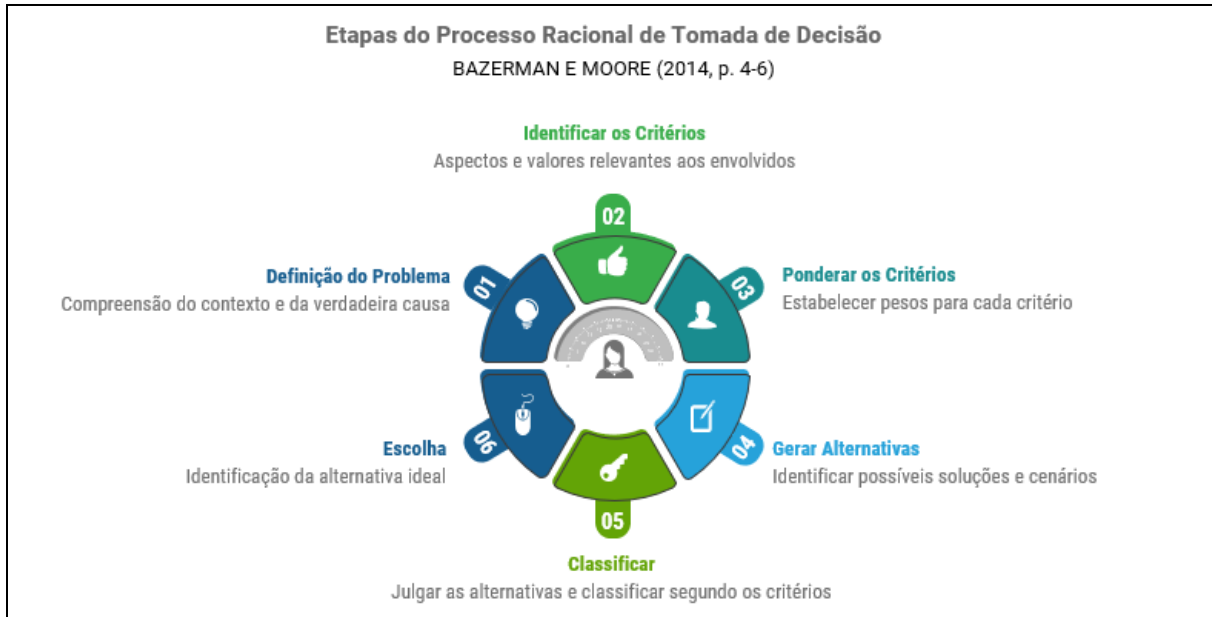 Etapas do Processo Racional de Tomada de Decisão
BAZERMAN E MOORE (2014, p. 4-6)
01
Definição do Problema
Compreensão do contexto e da verdadeira causa
02
Identificar os Critérios
Aspectos e valores relevantes aos envolvidos
03
Ponderar os Critérios
Estabelecer pesos para cada critério
04
Gerar Alternativas
Identificar possíveis soluções e cenários
05
Classificar
Julgar as alternativas e classificar segundo os critérios
06
Escolha
Identificação da alternativa ideal